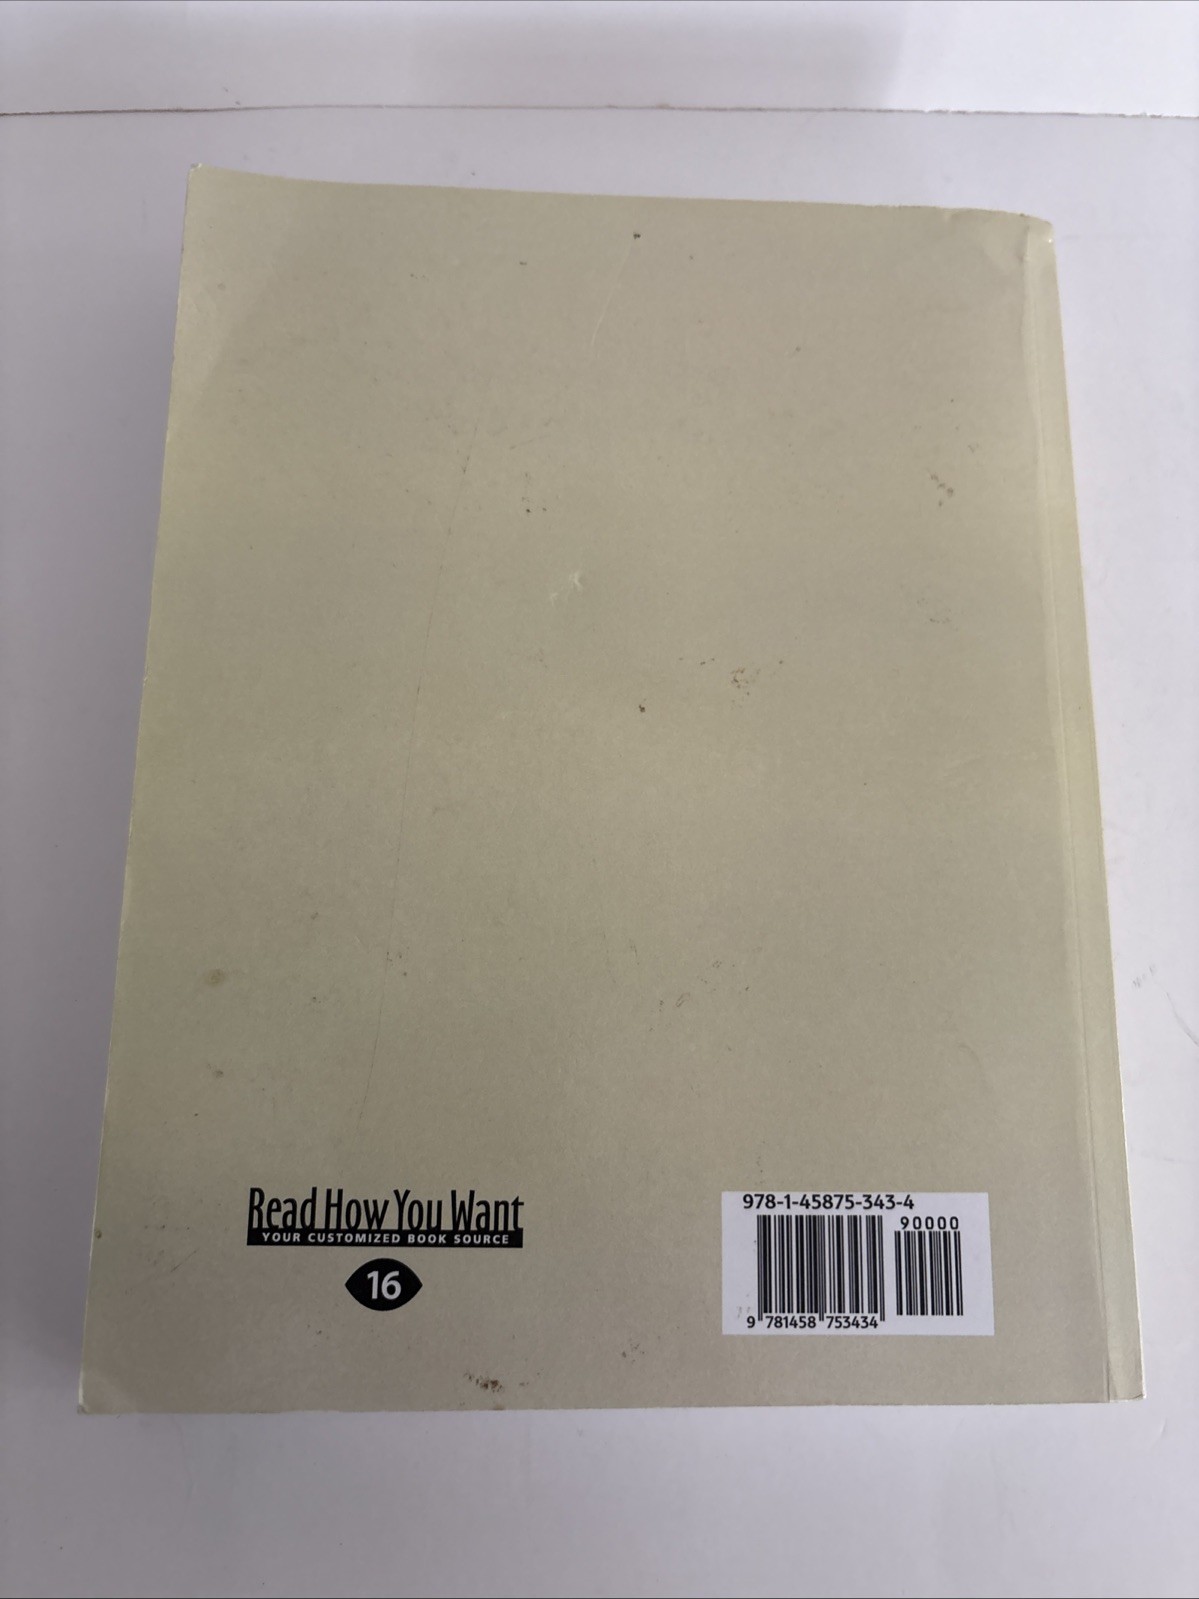 Read How You Want
YOUR CUSTOMIZED BOOK SOURCE
16
978-1-45875-343-4
90000
9 781458 753434